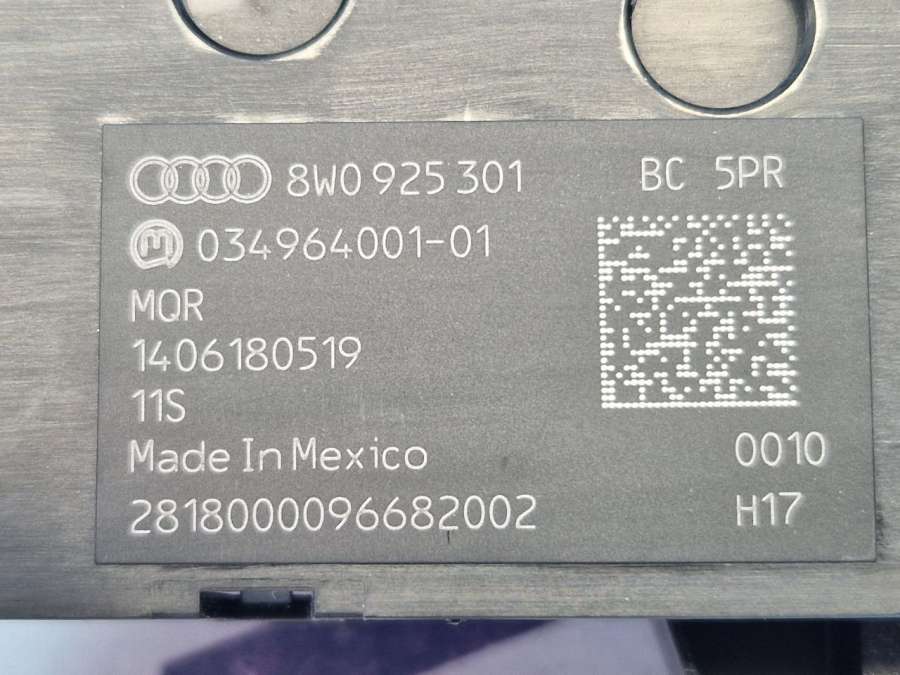 8W0 925 301 BC 5PR
034964001-01
MQR
1406180519
11S
Made In Mexico 0010
2818000096682002 H17